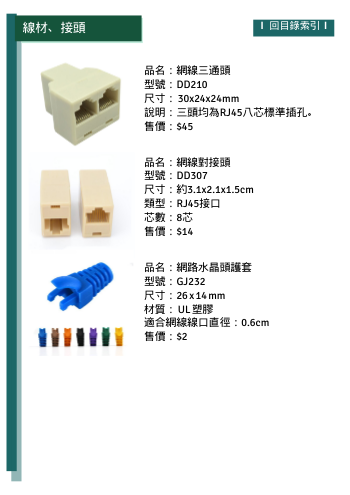 線材、接頭
I 回目錄索引 I
品名：網線三通頭
型號：DD210
尺寸： 30x24x24mm
說明：三頭均為RJ45八芯標準插孔。
售價：$45
品名：網線對接頭
型號：DD307
尺寸：約3.1x2.1x1.5cm
類型：RJ45接口
芯數：8芯
售價：$14
品名：網路水晶頭護套
型號：GJ232
尺寸：26 x 14 mm
材質： UL 塑膠
適合網線線口直徑：0.6cm
售價：$2